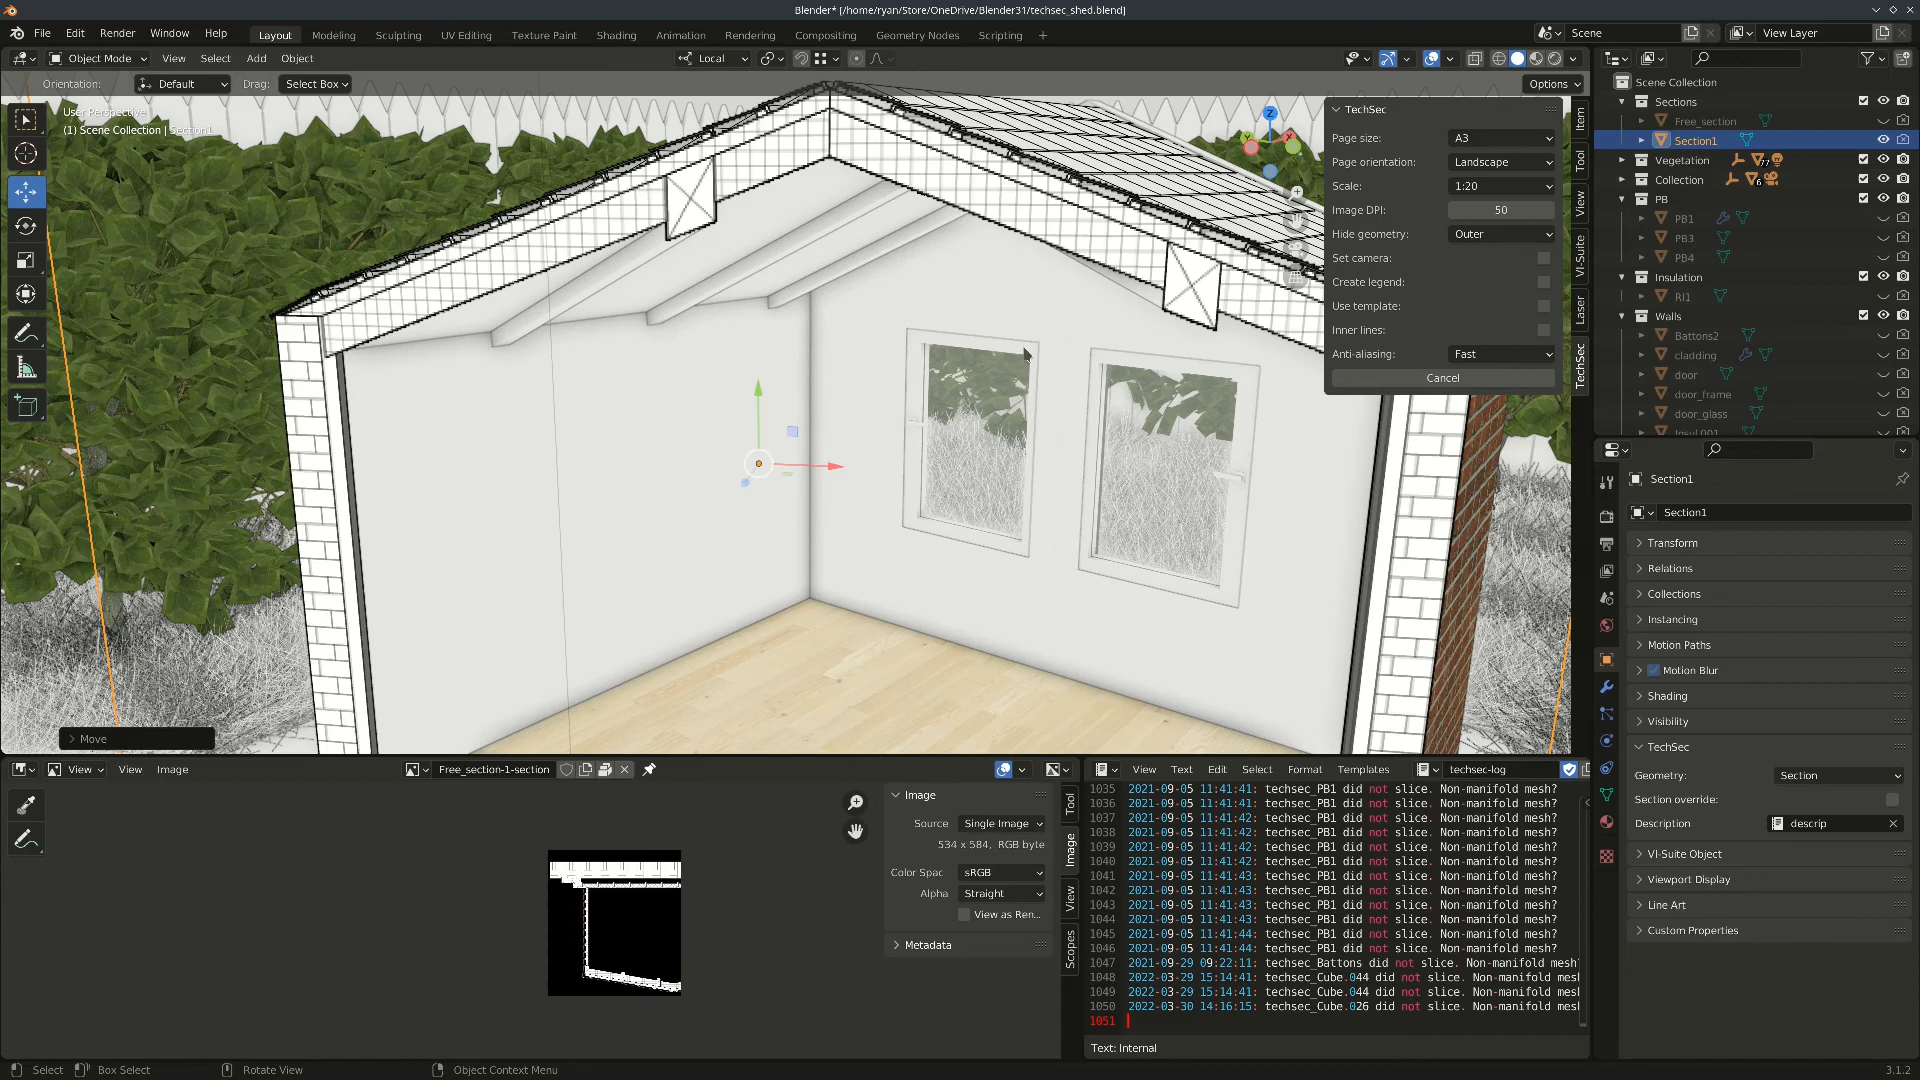 Blender* [/home/ryan/Store/OneDrive/Blender31/techsec_shed.blend]
File Edit Render Window Help Layout Modeling Sculpting UV Editing Texture Paint Shading Animation Rendering Compositing Geometry Nodes Scripting + Scene View Layer
Object Mode View Select Add Object Local
Orientation: Default Drag: Select Box Options
User Perspective
(1) Scene Collection | Section1
TechSec
Page size: A3
Page orientation: Landscape
Scale: 1:20
Image DPI: 50
Hide geometry: Outer
Set camera:
Create legend:
Use template:
Inner lines:
Anti-aliasing: Fast
Cancel
Item
Tool
View
VI-Suite
Laser
TechSec
Z
Y
X
Move
Scene Collection
Sections
Free_section
Section1
Vegetation 77
Collection 6
PB
PB1
PB3
PB4
Insulation
RI1
Walls
Battons2
cladding
door
door_frame
door_glass
Insul.001
Section1
Section1
Transform
Relations
Collections
Instancing
Motion Paths
Motion Blur
Shading
Visibility
TechSec
Geometry: Section
Section override:
Description descrip
VI-Suite Object
Viewport Display
Line Art
Custom Properties
View View Image Free_section-1-section
Image
Source Single Image
534 x 584, RGB byte
Color Spac sRGB
Alpha Straight
View as Ren...
Metadata
Tool
Image
View
Scopes
View Text Edit Select Format Templates techsec-log
1035 2021-09-05 11:41:41: techsec_PB1 did not slice. Non-manifold mesh?
1036 2021-09-05 11:41:41: techsec_PB1 did not slice. Non-manifold mesh?
1037 2021-09-05 11:41:42: techsec_PB1 did not slice. Non-manifold mesh?
1038 2021-09-05 11:41:42: techsec_PB1 did not slice. Non-manifold mesh?
1039 2021-09-05 11:41:42: techsec_PB1 did not slice. Non-manifold mesh?
1040 2021-09-05 11:41:42: techsec_PB1 did not slice. Non-manifold mesh?
1041 2021-09-05 11:41:43: techsec_PB1 did not slice. Non-manifold mesh?
1042 2021-09-05 11:41:43: techsec_PB1 did not slice. Non-manifold mesh?
1043 2021-09-05 11:41:43: techsec_PB1 did not slice. Non-manifold mesh?
1044 2021-09-05 11:41:43: techsec_PB1 did not slice. Non-manifold mesh?
1045 2021-09-05 11:41:44: techsec_PB1 did not slice. Non-manifold mesh?
1046 2021-09-05 11:41:44: techsec_PB1 did not slice. Non-manifold mesh?
1047 2021-09-29 09:22:11: techsec_Battons did not slice. Non-manifold mesh?
1048 2022-03-29 15:14:41: techsec_Cube.044 did not slice. Non-manifold mesh
1049 2022-03-29 15:14:41: techsec_Cube.044 did not slice. Non-manifold mesh
1050 2022-03-30 14:16:15: techsec_Cube.026 did not slice. Non-manifold mesh
1051
Text: Internal
Select Box Select Rotate View Object Context Menu 3.1.2